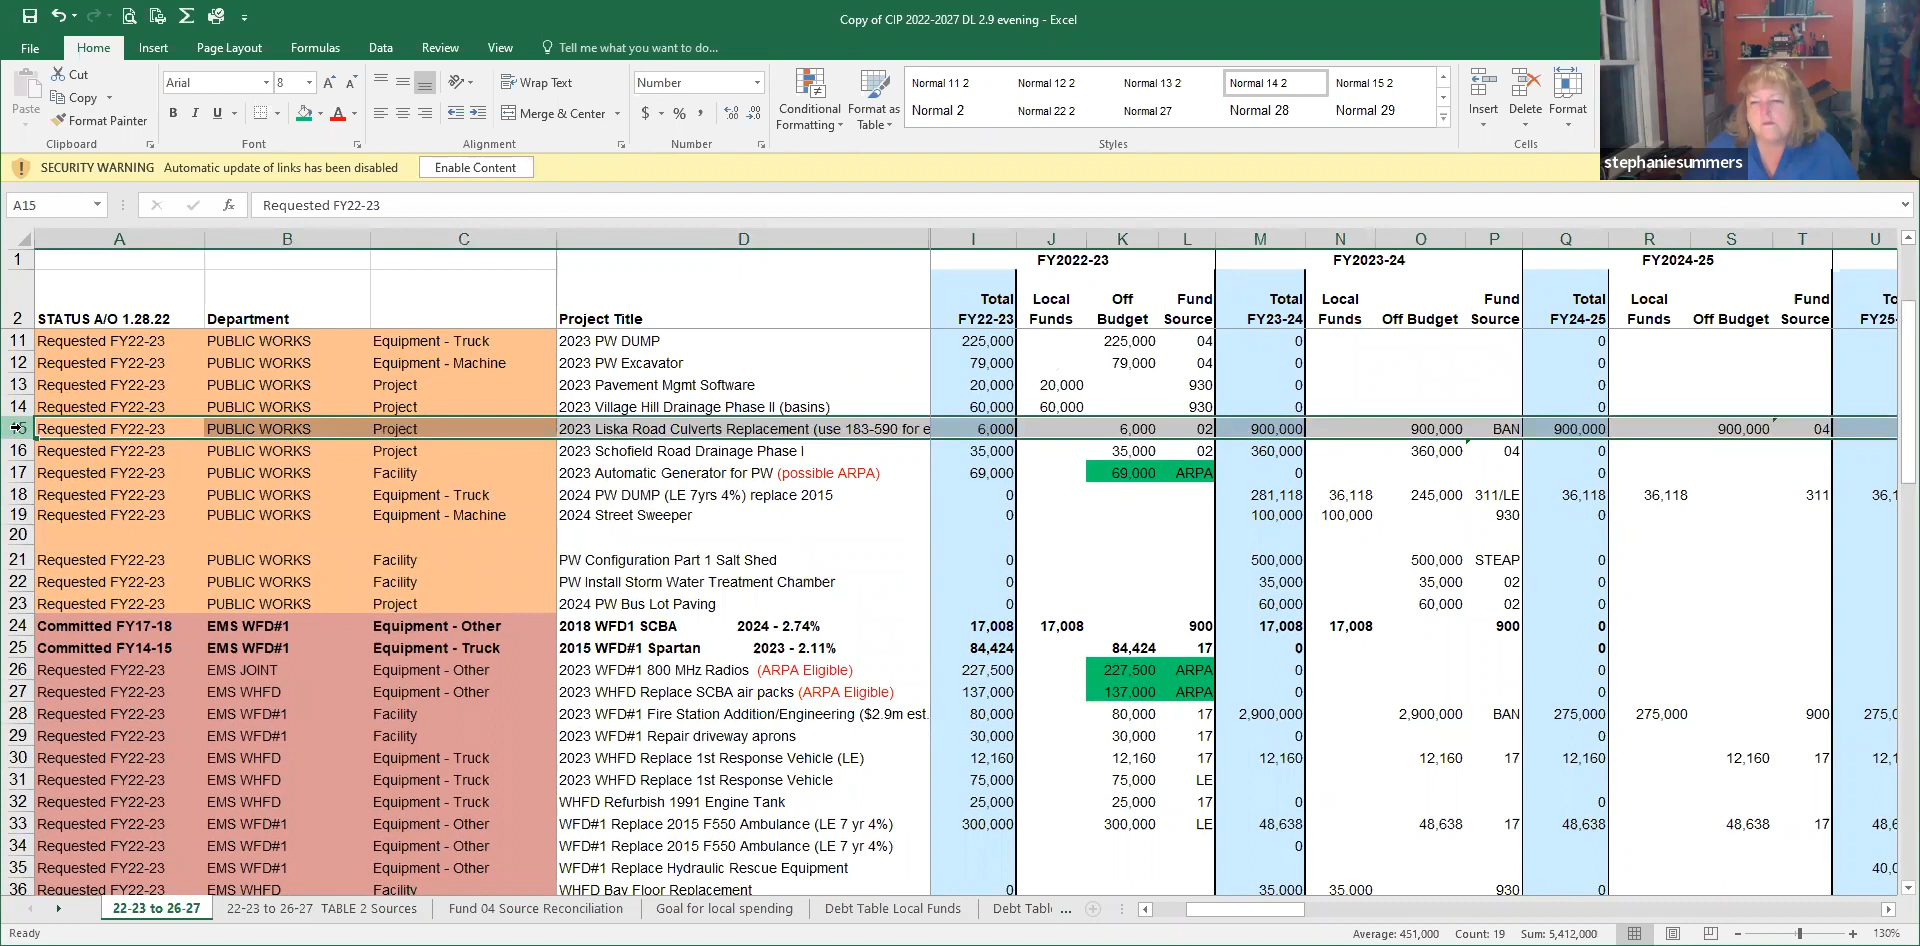 Copy of CIP 2022-2027 DL 2.9 evening - Excel
File Home Insert Page Layout Formulas Data Review View Tell me what you want to do...
Paste Cut Copy Format Painter Clipboard
Arial 8 B I U A Font
Wrap Text Merge & Center Alignment
Number $ % Number
Conditional Formatting Format as Table
Normal 11 2 Normal 12 2 Normal 13 2 Normal 14 2 Normal 15 2
Normal 2 Normal 22 2 Normal 27 Normal 28 Normal 29
Styles
Insert Delete Format Cells
stephaniesummers
SECURITY WARNING Automatic update of links has been disabled Enable Content
A15 fx Requested FY22-23
A B C D I J K L M N O P Q R S T U
1 FY2022-23 FY2023-24 FY2024-25
2 STATUS A/O 1.28.22 Department Project Title Total FY22-23 Local Funds Off Budget Fund Source Total FY23-24 Local Funds Off Budget Fund Source Total FY24-25 Local Funds Off Budget Fund Source To FY25-
11 Requested FY22-23 PUBLIC WORKS Equipment - Truck 2023 PW DUMP 225,000 225,000 04 0 0
12 Requested FY22-23 PUBLIC WORKS Equipment - Machine 2023 PW Excavator 79,000 79,000 04 0 0
13 Requested FY22-23 PUBLIC WORKS Project 2023 Pavement Mgmt Software 20,000 20,000 930 0 0
14 Requested FY22-23 PUBLIC WORKS Project 2023 Village Hill Drainage Phase II (basins) 60,000 60,000 930 0 0
5 Requested FY22-23 PUBLIC WORKS Project 2023 Liska Road Culverts Replacement (use 183-590 for e 6,000 6,000 02 900,000 900,000 BAN 900,000 900,000 04
16 Requested FY22-23 PUBLIC WORKS Project 2023 Schofield Road Drainage Phase I 35,000 35,000 02 360,000 360,000 04 0
17 Requested FY22-23 PUBLIC WORKS Facility 2023 Automatic Generator for PW (possible ARPA) 69,000 69,000 ARPA 0 0
18 Requested FY22-23 PUBLIC WORKS Equipment - Truck 2024 PW DUMP (LE 7yrs 4%) replace 2015 0 281,118 36,118 245,000 311/LE 36,118 36,118 311 36,1
19 Requested FY22-23 PUBLIC WORKS Equipment - Machine 2024 Street Sweeper 0 100,000 100,000 930 0
20
21 Requested FY22-23 PUBLIC WORKS Facility PW Configuration Part 1 Salt Shed 0 500,000 500,000 STEAP 0
22 Requested FY22-23 PUBLIC WORKS Facility PW Install Storm Water Treatment Chamber 0 35,000 35,000 02 0
23 Requested FY22-23 PUBLIC WORKS Project 2024 PW Bus Lot Paving 0 60,000 60,000 02 0
24 Committed FY17-18 EMS WFD#1 Equipment - Other 2018 WFD1 SCBA 2024 - 2.74% 17,008 17,008 900 17,008 17,008 900 0
25 Committed FY14-15 EMS WFD#1 Equipment - Truck 2015 WFD#1 Spartan 2023 - 2.11% 84,424 84,424 17 0 0
26 Requested FY22-23 EMS JOINT Equipment - Other 2023 WFD#1 800 MHz Radios (ARPA Eligible) 227,500 227,500 ARPA 0 0
27 Requested FY22-23 EMS WHFD Equipment - Other 2023 WHFD Replace SCBA air packs (ARPA Eligible) 137,000 137,000 ARPA 0 0
28 Requested FY22-23 EMS WFD#1 Facility 2023 WFD#1 Fire Station Addition/Engineering ($2.9m est. 80,000 80,000 17 2,900,000 2,900,000 BAN 275,000 275,000 900 275,0
29 Requested FY22-23 EMS WFD#1 Facility 2023 WFD#1 Repair driveway aprons 30,000 30,000 17 0 0
30 Requested FY22-23 EMS WHFD Equipment - Truck 2023 WHFD Replace 1st Response Vehicle (LE) 12,160 12,160 17 12,160 12,160 17 12,160 12,160 17 12,1
31 Requested FY22-23 EMS WHFD Equipment - Truck 2023 WHFD Replace 1st Response Vehicle 75,000 75,000 LE
32 Requested FY22-23 EMS WHFD Equipment - Truck WHFD Refurbish 1991 Engine Tank 25,000 25,000 17 0 0
33 Requested FY22-23 EMS WFD#1 Equipment - Other WFD#1 Replace 2015 F550 Ambulance (LE 7 yr 4%) 300,000 300,000 LE 48,638 48,638 17 48,638 48,638 17 48,6
34 Requested FY22-23 EMS WFD#1 Equipment - Other WFD#1 Replace 2015 F550 Ambulance (LE 7 yr 4%) 0
35 Requested FY22-23 EMS WFD#1 Equipment - Other WFD#1 Replace Hydraulic Rescue Equipment 40,0
36 Requested FY22-23 EMS WHFD Facility WHFD Bay Floor Replacement 0 35,000 35,000 930 0
22-23 to 26-27 22-23 to 26-27 TABLE 2 Sources Fund 04 Source Reconciliation Goal for local spending Debt Table Local Funds Debt Tabl ...
Ready Average: 451,000 Count: 19 Sum: 5,412,000 130%